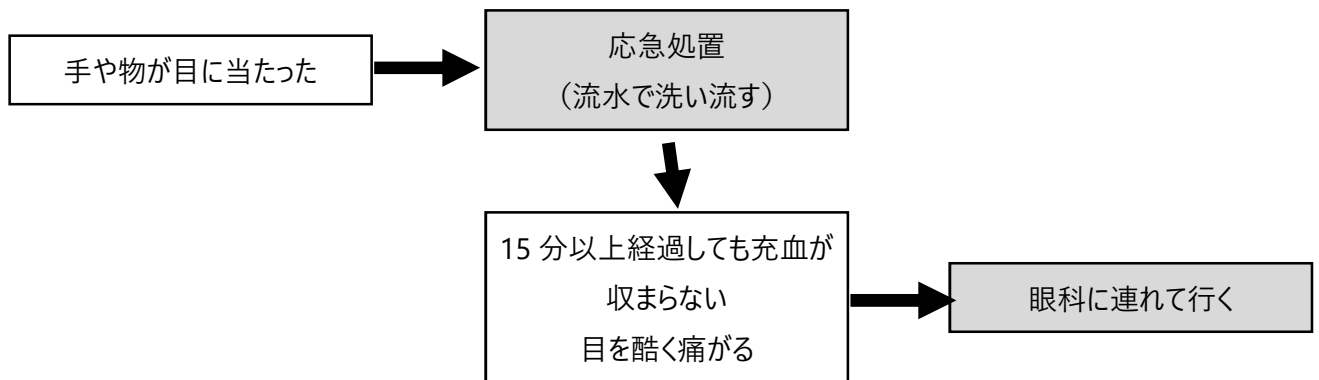 手や物が目に当たった
応急処置
（流水で洗い流す）
15 分以上経過しても充血が
収まらない
目を酷く痛がる
眼科に連れて行く